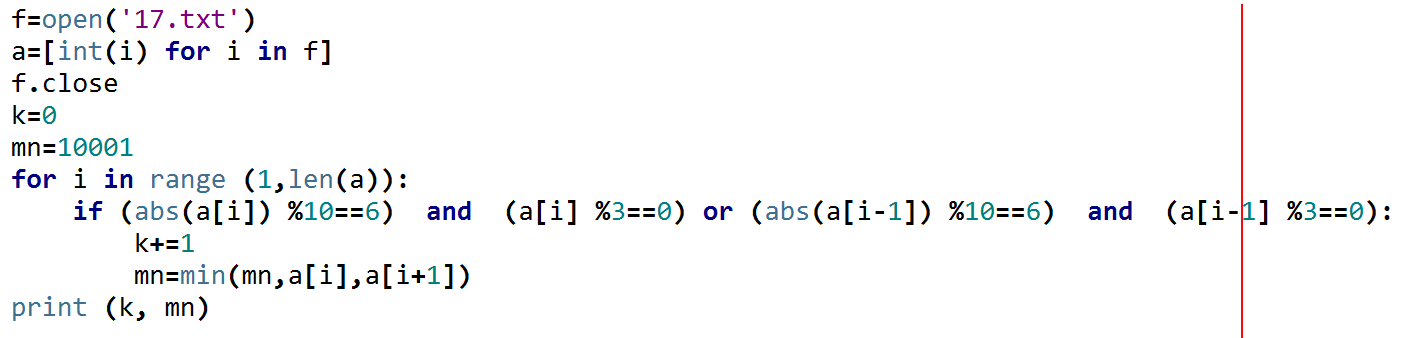 f=open('17.txt')
a=[int(i) for i in f]
f.close
k=0
mn=10001
for i in range (1,len(a)):
    if (abs(a[i]) %10==6)  and  (a[i] %3==0) or (abs(a[i-1]) %10==6)  and  (a[i-1] %3==0):
        k+=1
        mn=min(mn,a[i],a[i+1])
print (k, mn)